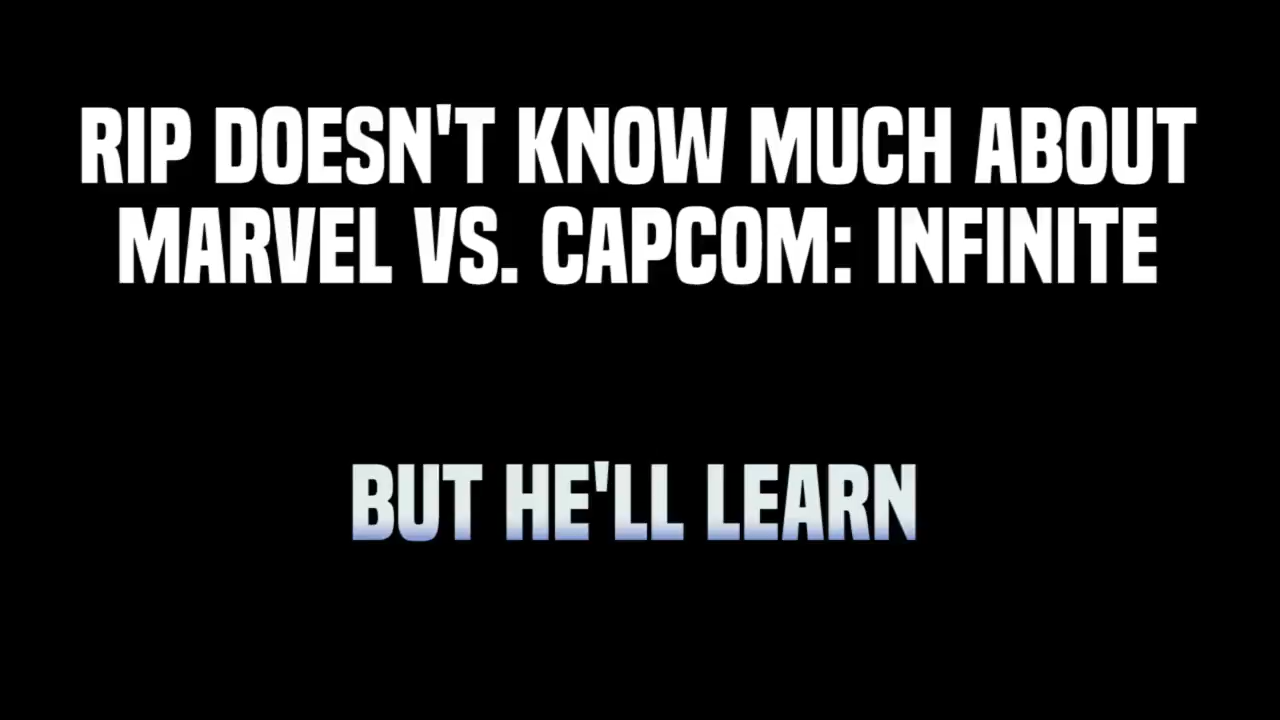 RIP DOESN'T KNOW MUCH ABOUT
MARVEL VS. CAPCOM: INFINITE
BUT HE'LL LEARN